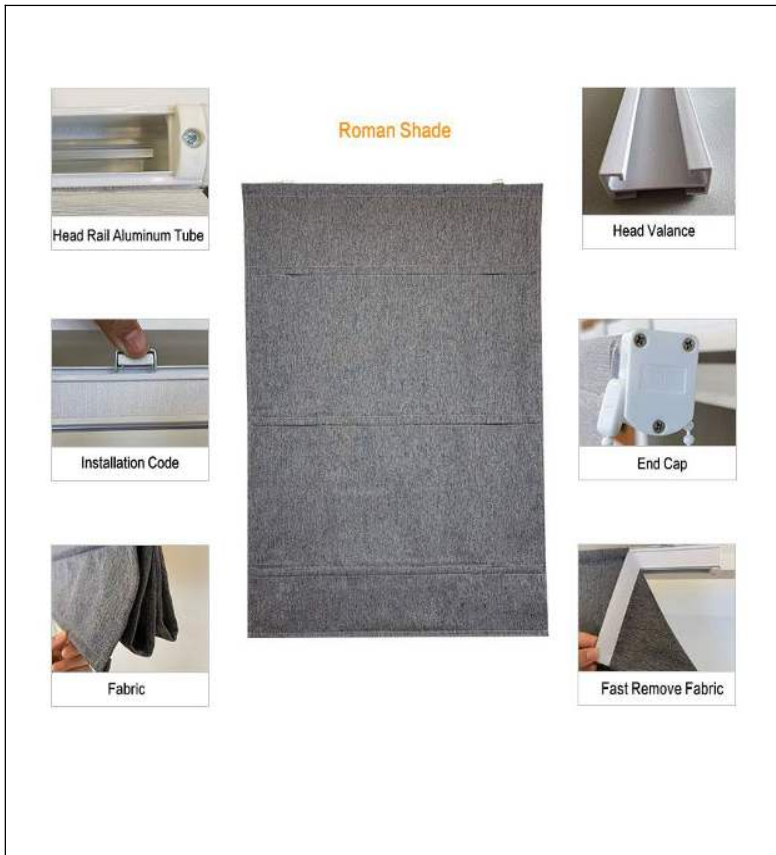 Roman Shade
Head Rail Aluminum Tube
Head Valance
Installation Code
End Cap
Fabric
Fast Remove Fabric